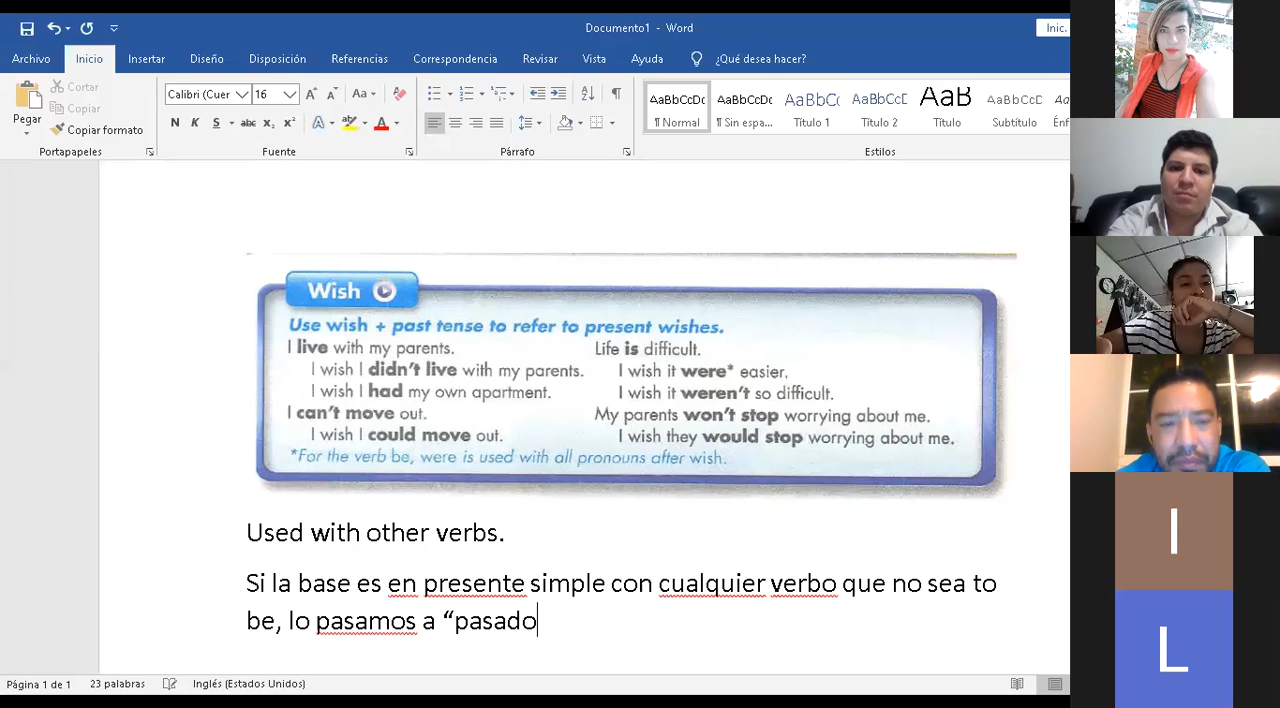 Documento1 - Word
Inic.
Archivo Inicio Insertar Diseño Disposición Referencias Correspondencia Revisar Vista Ayuda ¿Qué desea hacer?
Pegar
Cortar
Copiar
Copiar formato
Portapapeles
Calibri (Cuer 16
N K S abc x₂ x²
Fuente
Párrafo
AaBbCcDc AaBbCcDc AaBbC AaBbCcD AaB AaBbCcD
¶ Normal ¶ Sin espa... Título 1 Título 2 Título Subtítulo
Estilos
Wish
Use wish + past tense to refer to present wishes.
I live with my parents.
I wish I didn't live with my parents.
I wish I had my own apartment.
I can't move out.
I wish I could move out.
Life is difficult.
I wish it were* easier.
I wish it weren't so difficult.
My parents won't stop worrying about me.
I wish they would stop worrying about me.
*For the verb be, were is used with all pronouns after wish.
Used with other verbs.
Si la base es en presente simple con cualquier verbo que no sea to
be, lo pasamos a “pasado
Página 1 de 1 23 palabras Inglés (Estados Unidos)
I
L